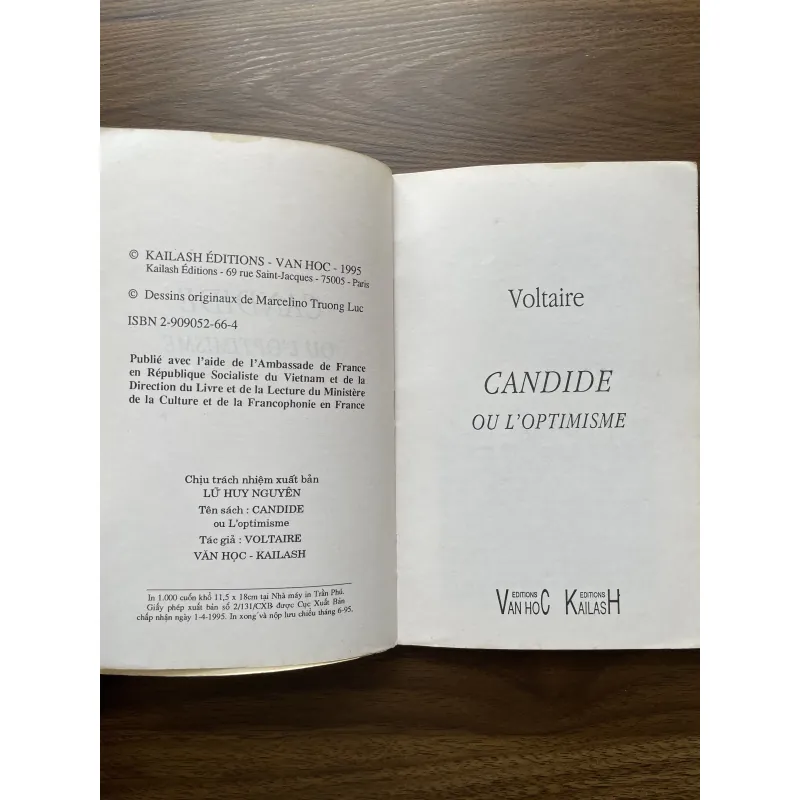 © KAILASH ÉDITIONS - VAN HOC - 1995
Kailash Editions - 69 rue Saint-Jacques - 75005 - Paris
© Dessins originaux de Marcelino Truong Luc
ISBN 2-909052-66-4
Publié avec l'aide de l'Ambassade de France
en République Socialiste du Vietnam et de la
Direction du Livre et de la Lecture du Ministère
de la Culture et de la Francophonie en France
Chịu trách nhiệm xuất bản
LỮ HUY NGUYÊN
Tên sách : CANDIDE
ou L'optimisme
Tác giả : VOLTAIRE
VĂN HỌC - KAILASH
In 1.000 cuốn khổ 11,5 x 18cm tại Nhà máy in Trần Phú.
Giấy phép xuất bản số 2/131/CXB được Cục Xuất Bản
chấp nhận ngày 1-4-1995. In xong và nộp lưu chiểu tháng 6-95.
Voltaire
CANDIDE
OU L'OPTIMISME
EDITIONS
VAN HOC
EDITIONS
KAILASH